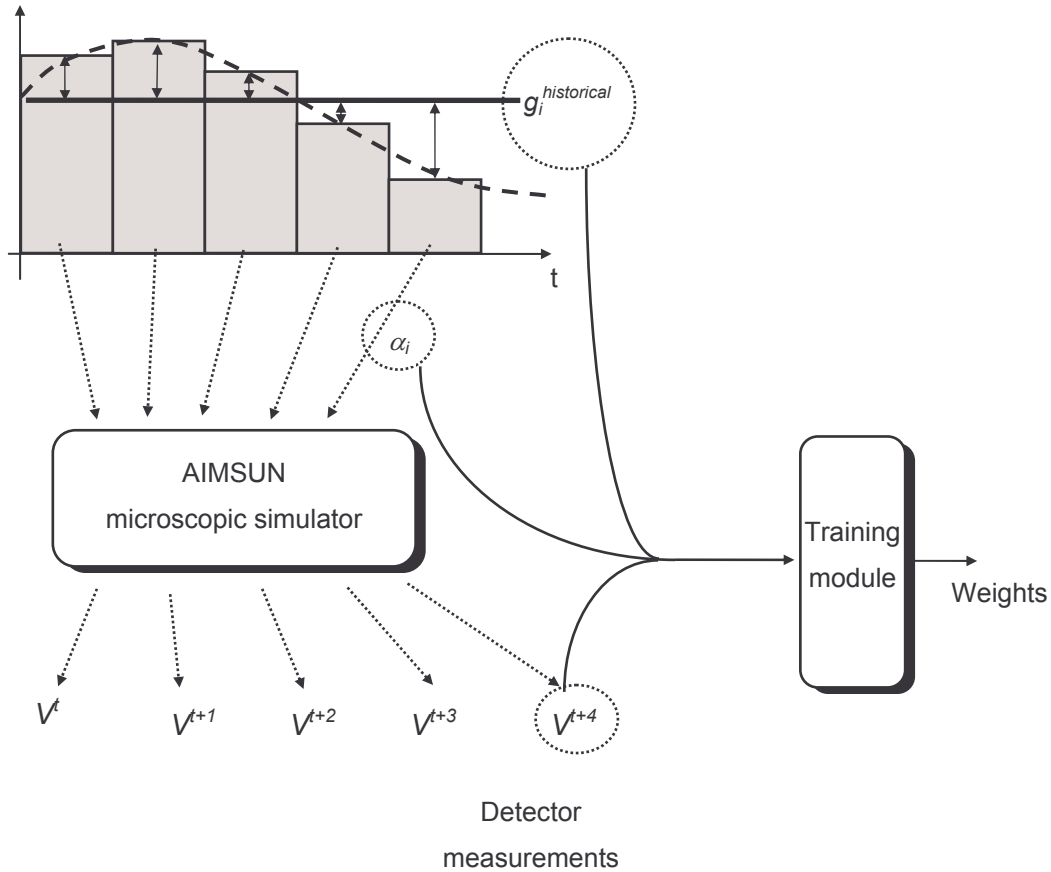 g_i^historical
t
α_i
AIMSUN
microscopic simulator
Training
module
Weights
V^t
V^t+1
V^t+2
V^t+3
V^t+4
Detector
measurements